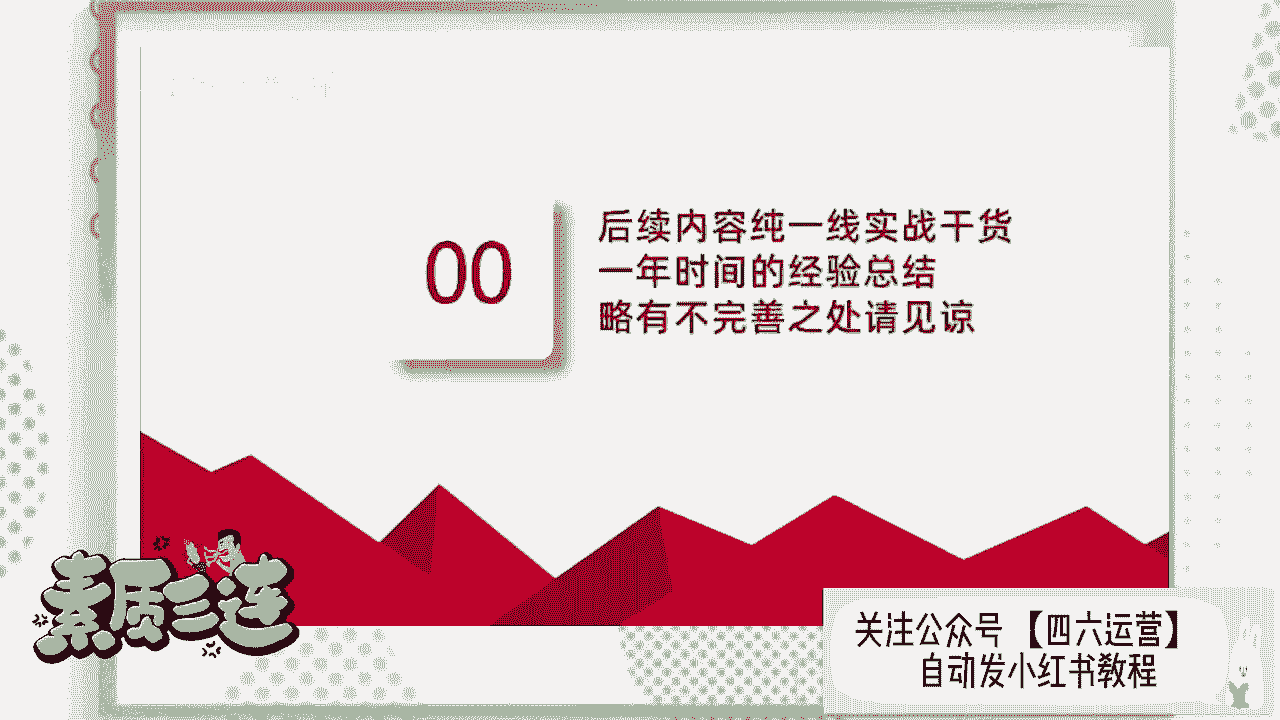 00
后续内容纯一线实战干货
一年时间的经验总结
略有不完善之处请见谅
素质三连
关注公众号【四六运营】
自动发小红书教程